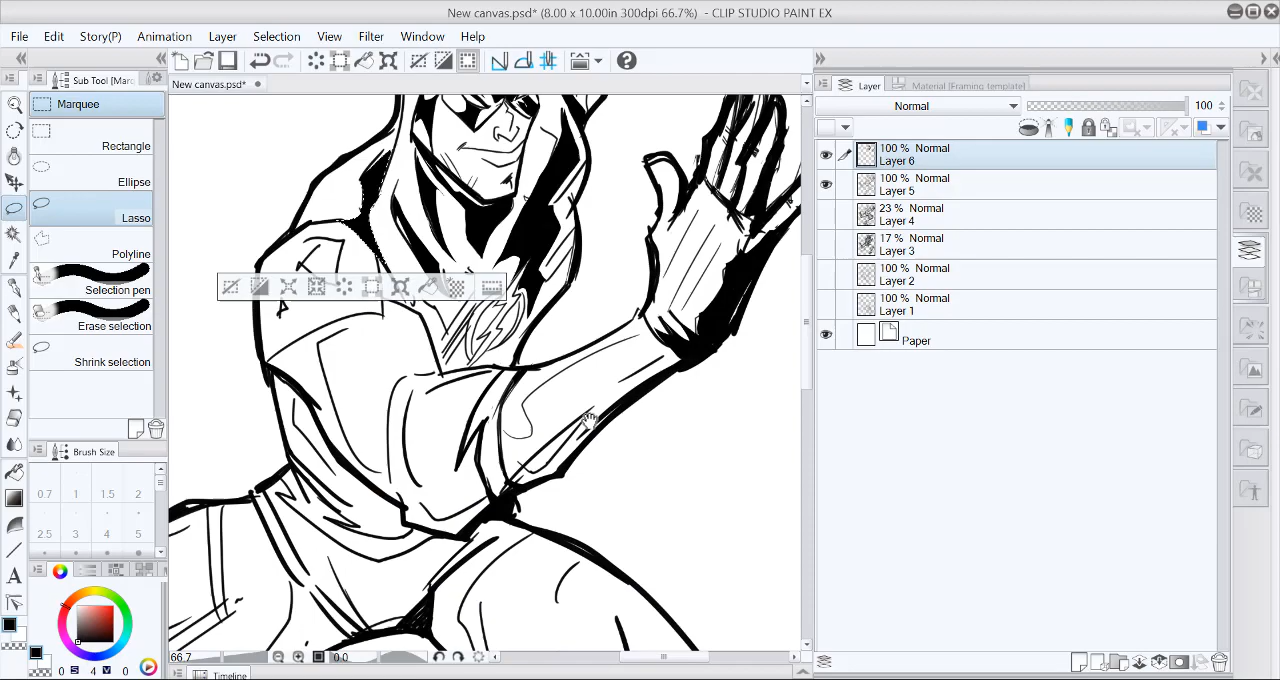 New canvas.psd* (8.00 x 10.00in 300dpi 66.7%) - CLIP STUDIO PAINT EX
File Edit Story(P) Animation Layer Selection View Filter Window Help
Sub Tool [Marq
New canvas.psd*
Layer
Material [Framing template]
Marquee
Rectangle
Ellipse
Lasso
Polyline
Selection pen
Erase selection
Shrink selection
Brush Size
0.7 1 1.5 2
2.5 3 4 5
0 S 4 V 0
Normal 100
100 % Normal
Layer 6
100 % Normal
Layer 5
23 % Normal
Layer 4
17 % Normal
Layer 3
100 % Normal
Layer 2
100 % Normal
Layer 1
Paper
66.7 0.0
Timeline